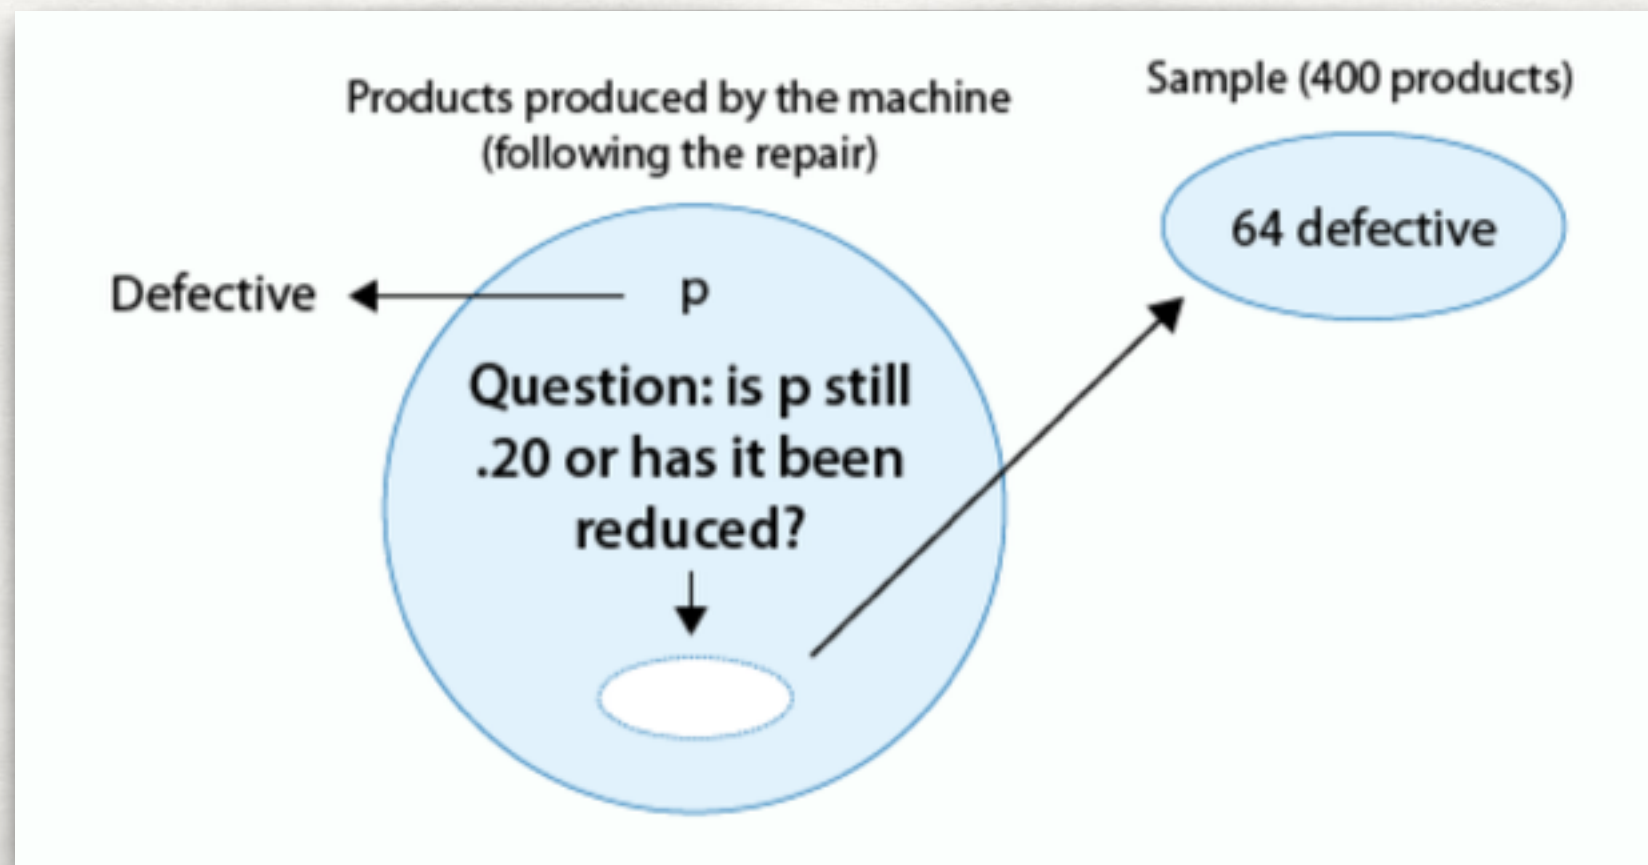 Products produced by the machine
(following the repair)
Sample (400 products)
64 defective
Defective
p
Question: is p still
.20 or has it been
reduced?